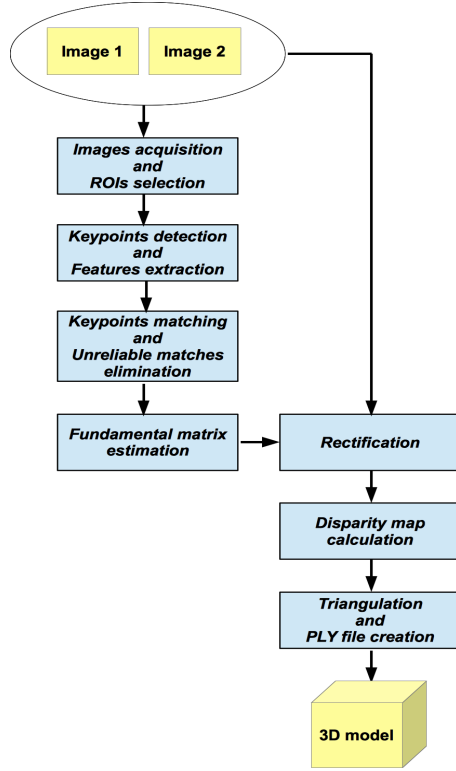 Image 1
Image 2
Images acquisition
and
ROIs selection
Keypoints detection
and
Features extraction
Keypoints matching
and
Unreliable matches
elimination
Fundamental matrix
estimation
Rectification
Disparity map
calculation
Triangulation
and
PLY file creation
3D model